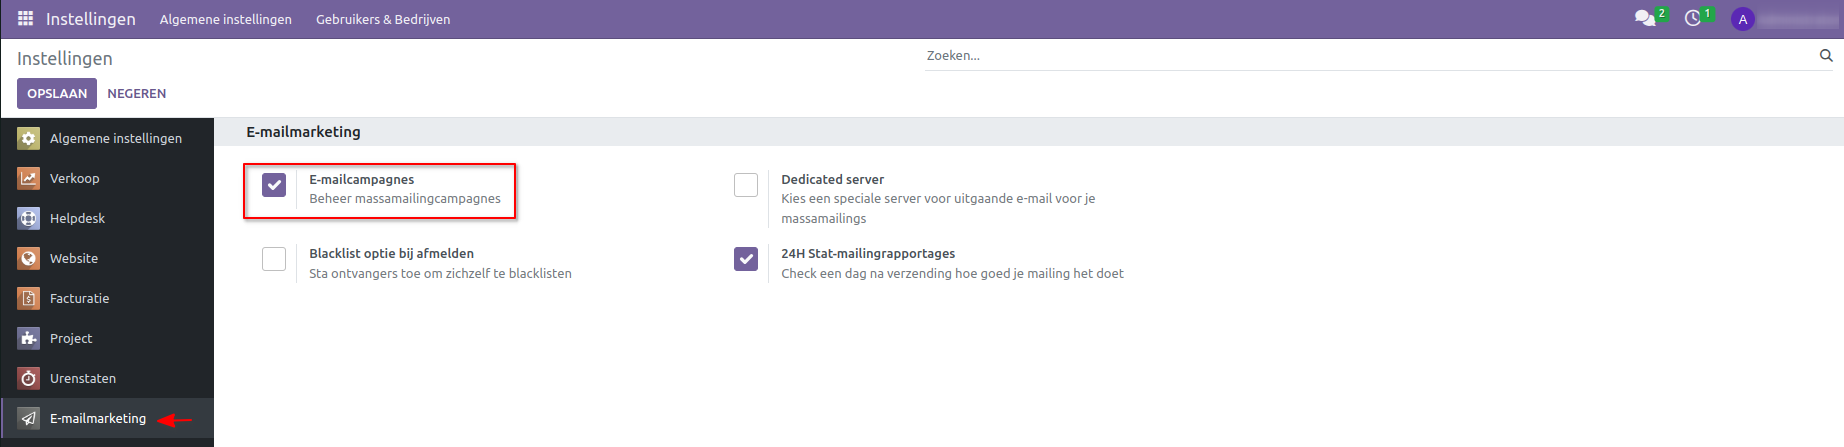 Instellingen Algemene instellingen Gebruikers & Bedrijven 2 1 A
Instellingen Zoeken...
OPSLAAN NEGEREN
Algemene instellingen
Verkoop
Helpdesk
Website
Facturatie
Project
Urenstaten
E-mailmarketing
E-mailmarketing
E-mailcampagnes
Beheer massamailingcampagnes
Dedicated server
Kies een speciale server voor uitgaande e-mail voor je
massamailings
Blacklist optie bij afmelden
Sta ontvangers toe om zichzelf te blacklisten
24H Stat-mailingrapportages
Check een dag na verzending hoe goed je mailing het doet